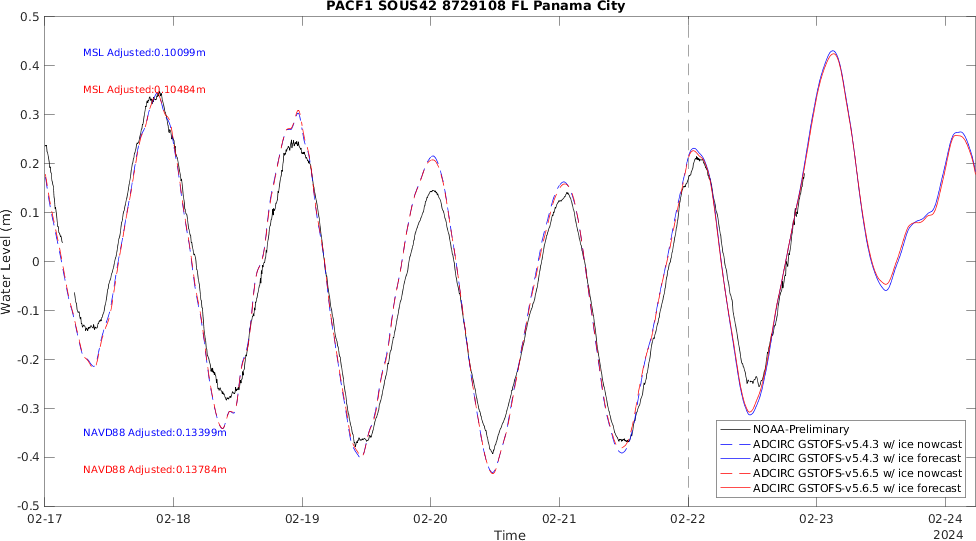 PACF1 SOUS42 8729108 FL Panama City
0.5
0.4
0.3
0.2
0.1
0
-0.1
-0.2
-0.3
-0.4
-0.5
Water Level (m)
MSL Adjusted:0.10099m
MSL Adjusted:0.10484m
NAVD88 Adjusted:0.13399m
NAVD88 Adjusted:0.13784m
NOAA-Preliminary
ADCIRC GSTOFS-v5.4.3 w/ ice nowcast
ADCIRC GSTOFS-v5.4.3 w/ ice forecast
ADCIRC GSTOFS-v5.6.5 w/ ice nowcast
ADCIRC GSTOFS-v5.6.5 w/ ice forecast
02-17 02-18 02-19 02-20 02-21 02-22 02-23 02-24
Time
2024